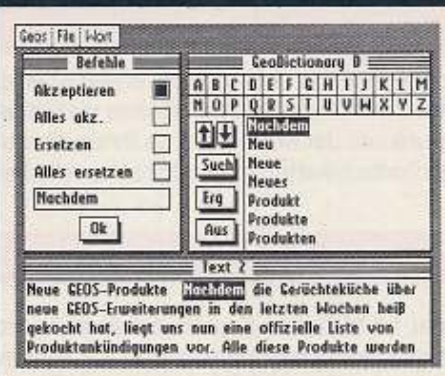 Geos File Wort
Befehle
Akzeptieren
Alles akz.
Ersetzen
Alles ersetzen
Nachdem
Ok
GeoDictionary D
A B C D E F G H I J K L M
N O P Q R S T U V W X Y Z
Such
Erg
Aus
Nachdem
Neu
Neue
Neues
Produkt
Produkte
Produkten
Text 2
Neue GEOS-Produkte Nachdem die Gerüchteküche über
neue GEOS-Erweiterungen in den letzten Wochen heiß
gekocht hat, liegt uns nun eine offizielle Liste von
Produktankündigungen vor. Alle diese Produkte werden